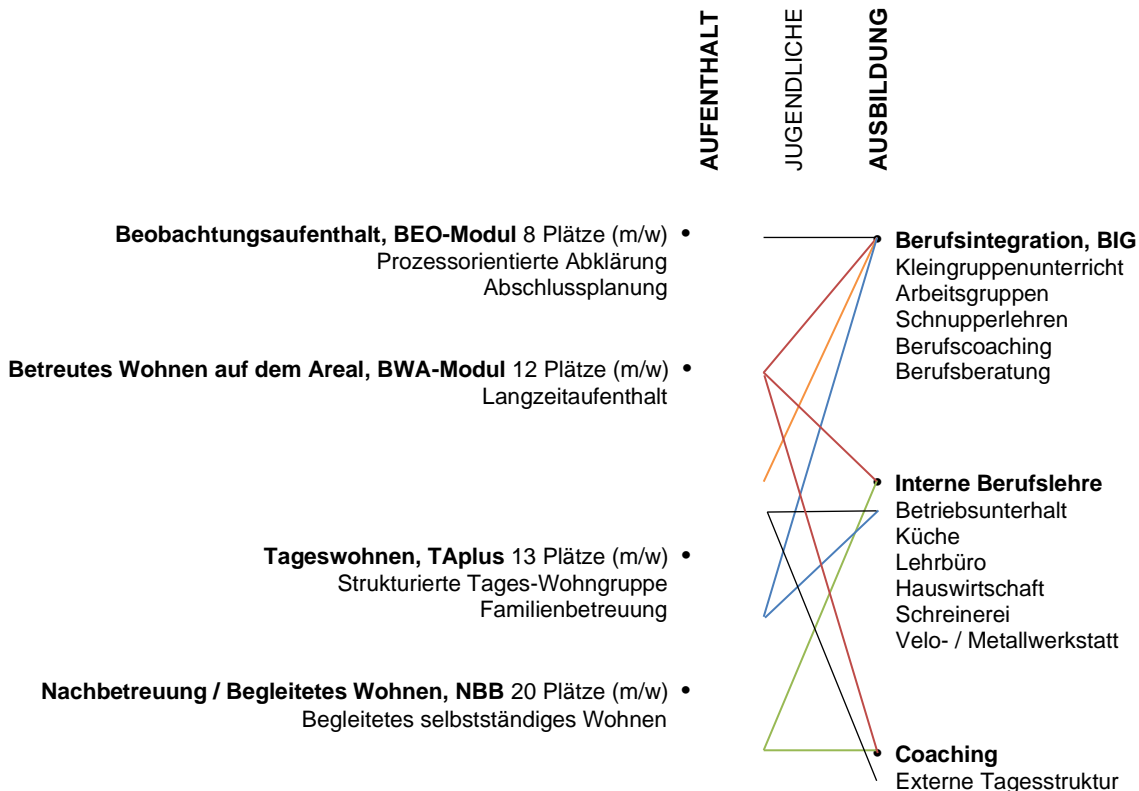 AUFENTHALT
JUGENDLICHE
AUSBILDUNG
Beobachtungsaufenthalt, BEO-Modul 8 Plätze (m/w) •
Prozessorientierte Abklärung
Abschlussplanung
Betreutes Wohnen auf dem Areal, BWA-Modul 12 Plätze (m/w) •
Langzeitaufenthalt
Tageswohnen, TAplus 13 Plätze (m/w) •
Strukturierte Tages-Wohngruppe
Familienbetreuung
Nachbetreuung / Begleitetes Wohnen, NBB 20 Plätze (m/w) •
Begleitetes selbstständiges Wohnen
Berufsintegration, BIG
Kleingruppenunterricht
Arbeitsgruppen
Schnupperlehren
Berufscoaching
Berufsberatung
Interne Berufslehre
Betriebsunterhalt
Küche
Lehrbüro
Hauswirtschaft
Schreinerei
Velo- / Metallwerkstatt
Coaching
Externe Tagesstruktur